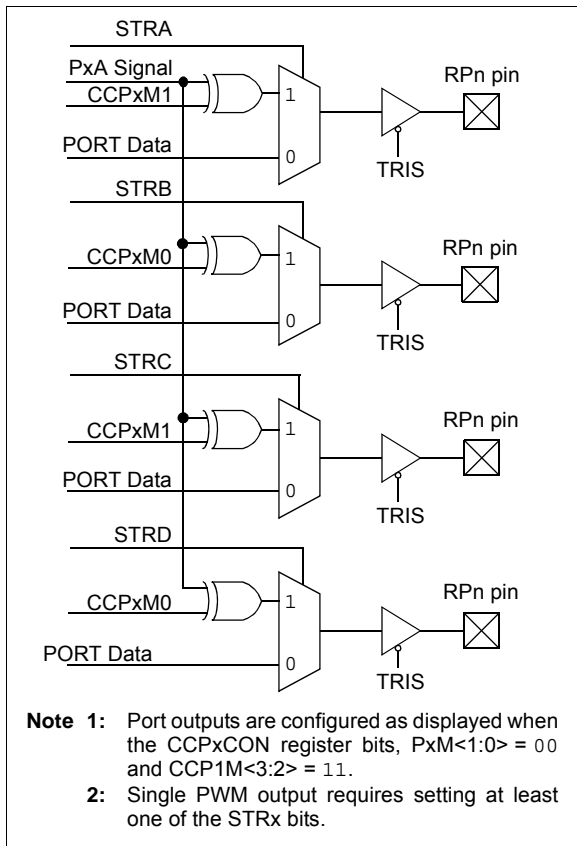 STRA
PxA Signal
CCPxM1
1
RPn pin
PORT Data
0
TRIS
STRB
CCPxM0
1
RPn pin
PORT Data
0
TRIS
STRC
CCPxM1
1
RPn pin
PORT Data
0
TRIS
STRD
CCPxM0
1
RPn pin
PORT Data
0
TRIS
Note 1: Port outputs are configured as displayed when
the CCPxCON register bits, PxM<1:0> = 00
and CCP1M<3:2> = 11.
2: Single PWM output requires setting at least
one of the STRx bits.